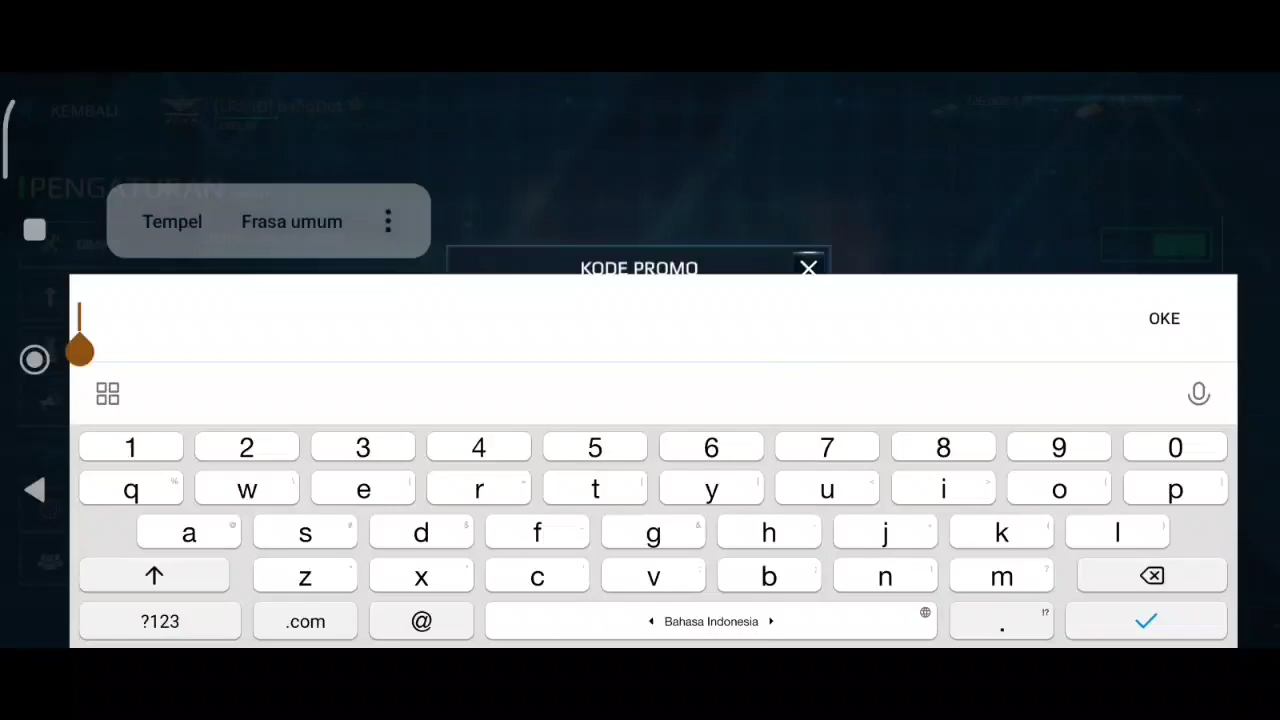 KEMBALI
PENGATURAN
Tempel Frasa umum
KODE PROMO
OKE
1 2 3 4 5 6 7 8 9 0
q w e r t y u i o p
a s d f g h j k l
z x c v b n m
?123 .com @ Bahasa Indonesia . !?